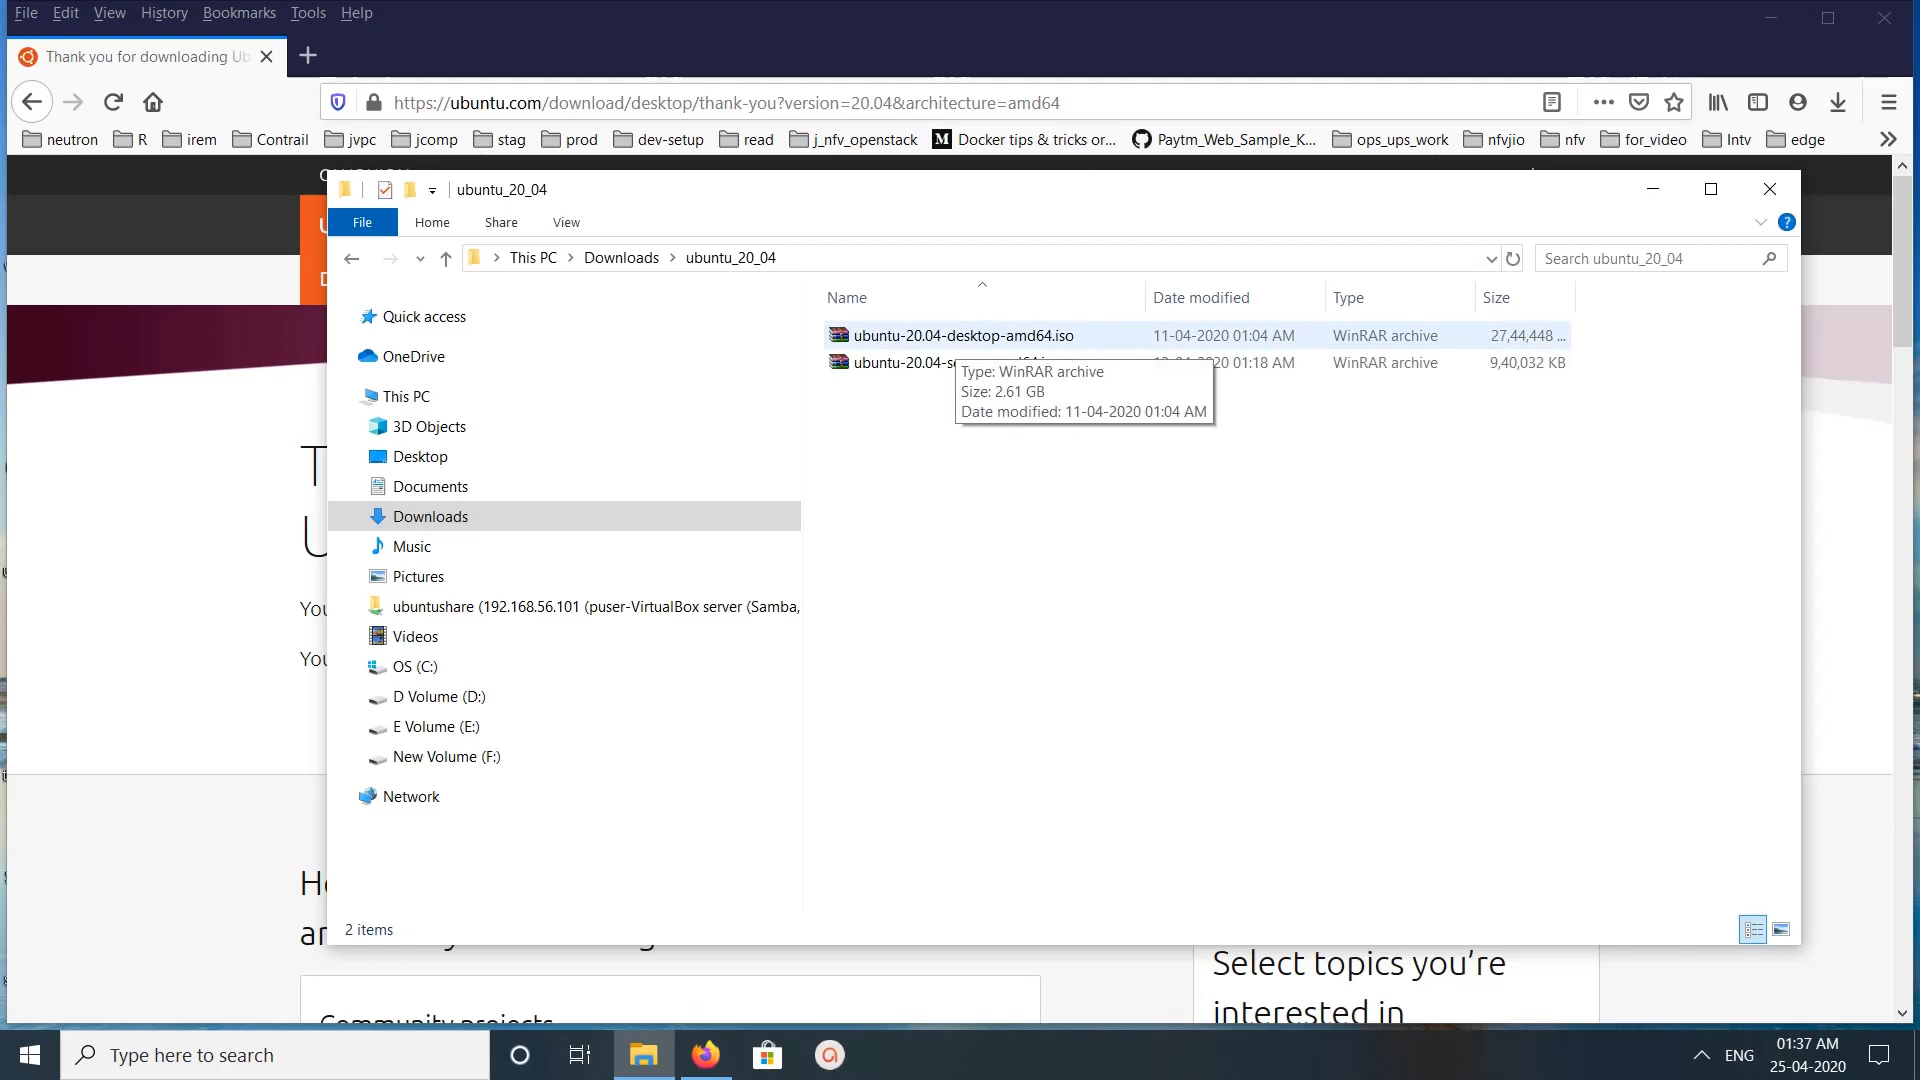 File Edit View History Bookmarks Tools Help
Thank you for downloading Ub
https://ubuntu.com/download/desktop/thank-you?version=20.04&architecture=amd64
neutron R irem Contrail jvpc jcomp stag prod dev-setup read j_nfv_openstack M Docker tips & tricks or... Paytm_Web_Sample_K... ops_ups_work nfvjio nfv for_video Intv edge
ubuntu_20_04
File Home Share View
This PC Downloads ubuntu_20_04 Search ubuntu_20_04
Name Date modified Type Size
ubuntu-20.04-desktop-amd64.iso 11-04-2020 01:04 AM WinRAR archive 27,44,448 ...
ubuntu-20.04-s 01:18 AM WinRAR archive 9,40,032 KB
Type: WinRAR archive
Size: 2.61 GB
Date modified: 11-04-2020 01:04 AM
Quick access
OneDrive
This PC
3D Objects
Desktop
Documents
Downloads
Music
Pictures
ubuntushare (192.168.56.101 (puser-VirtualBox server (Samba,
Videos
OS (C:)
D Volume (D:)
E Volume (E:)
New Volume (F:)
Network
2 items
T
U
You
You
He
Select topics you’re
interested in
Community projects
Type here to search
ENG
01:37 AM
25-04-2020